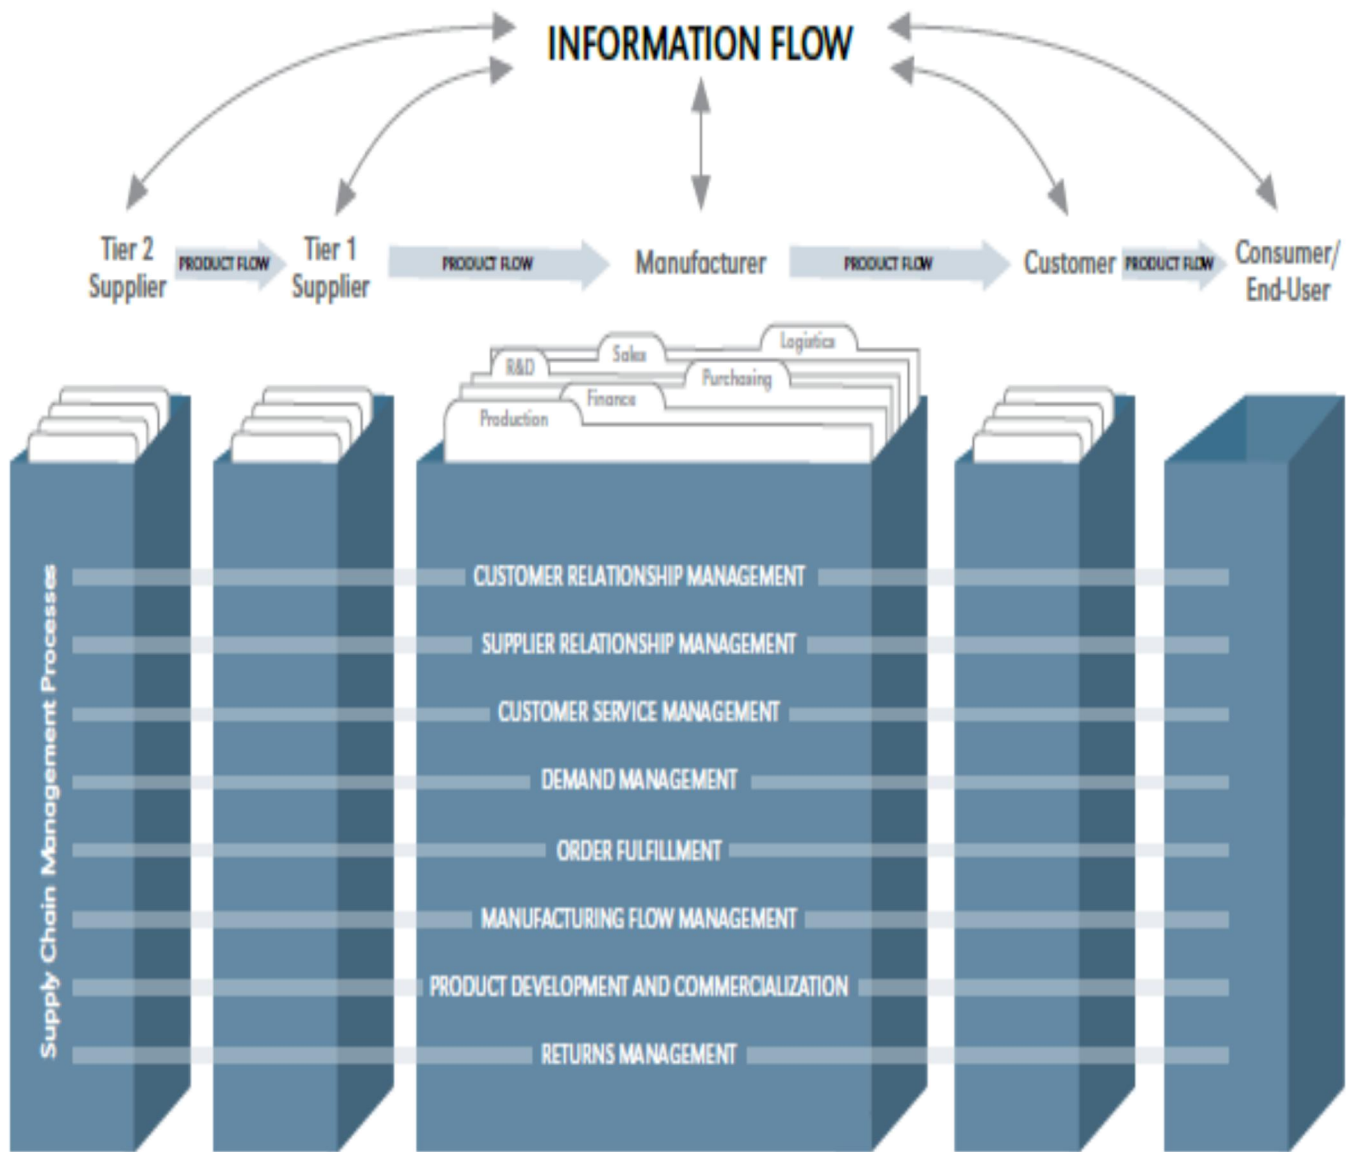 INFORMATION FLOW
Tier 2
Supplier
PRODUCT FLOW
Tier 1
Supplier
PRODUCT FLOW
Manufacturer
PRODUCT FLOW
Customer
PRODUCT FLOW
Consumer/
End-User
Logistics
Sales
R&D
Purchasing
Finance
Production
Supply Chain Management Processes
CUSTOMER RELATIONSHIP MANAGEMENT
SUPPLIER RELATIONSHIP MANAGEMENT
CUSTOMER SERVICE MANAGEMENT
DEMAND MANAGEMENT
ORDER FULFILLMENT
MANUFACTURING FLOW MANAGEMENT
PRODUCT DEVELOPMENT AND COMMERCIALIZATION
RETURNS MANAGEMENT